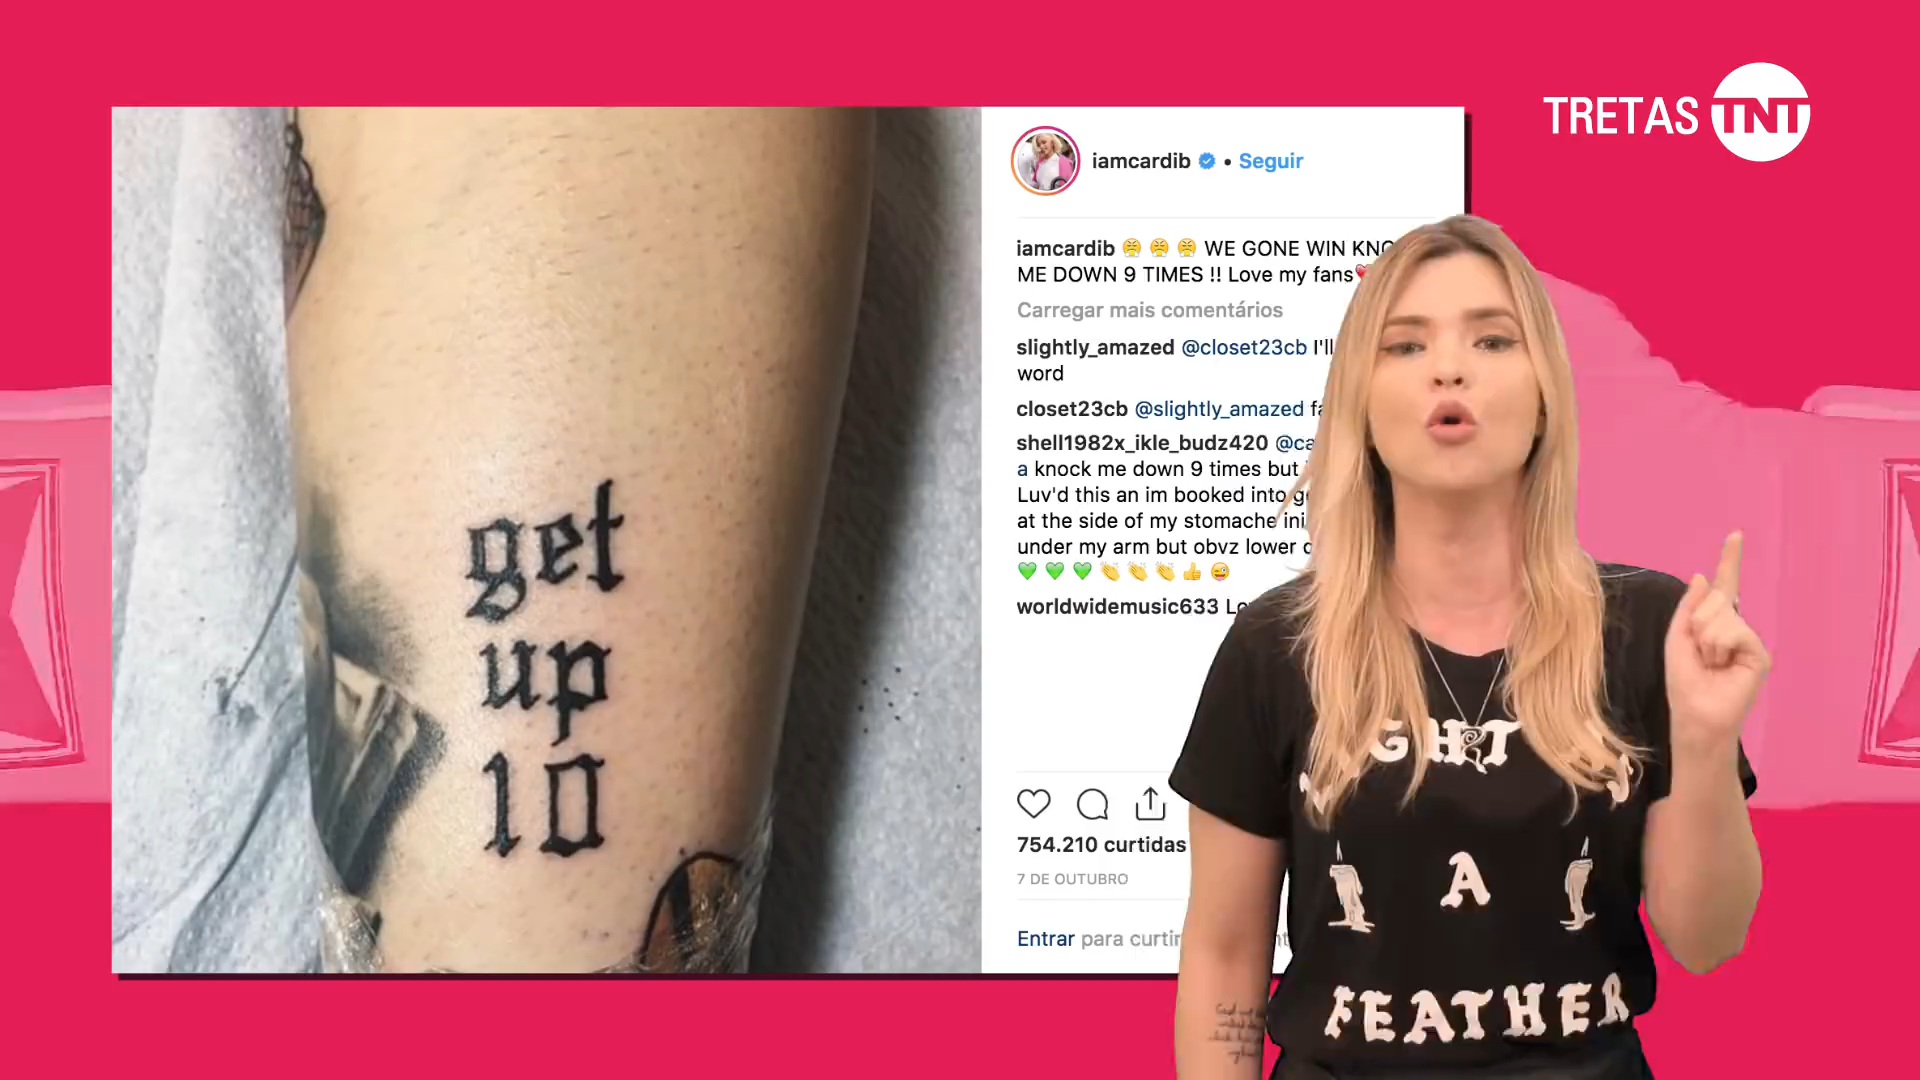 TRETAS TNT
get
up
10
iamcardib • Seguir
iamcardib 😤 😤 😤 WE GONE WIN
ME DOWN 9 TIMES !! Love my fans❤
Carregar mais comentários
slightly_amazed @closet23cb I'll
word
closet23cb @slightly_amazed
shell1982x_ikle_budz420
a knock me down 9 times but
Luv'd this an im booked into
at the side of my stomache
under my arm but obvz lower
💚 💚 💚 👏 👏 👏 👍 😜
worldwidemusic633
754.210 curtidas
7 DE OUTUBRO
Entrar para
A
FEATHER